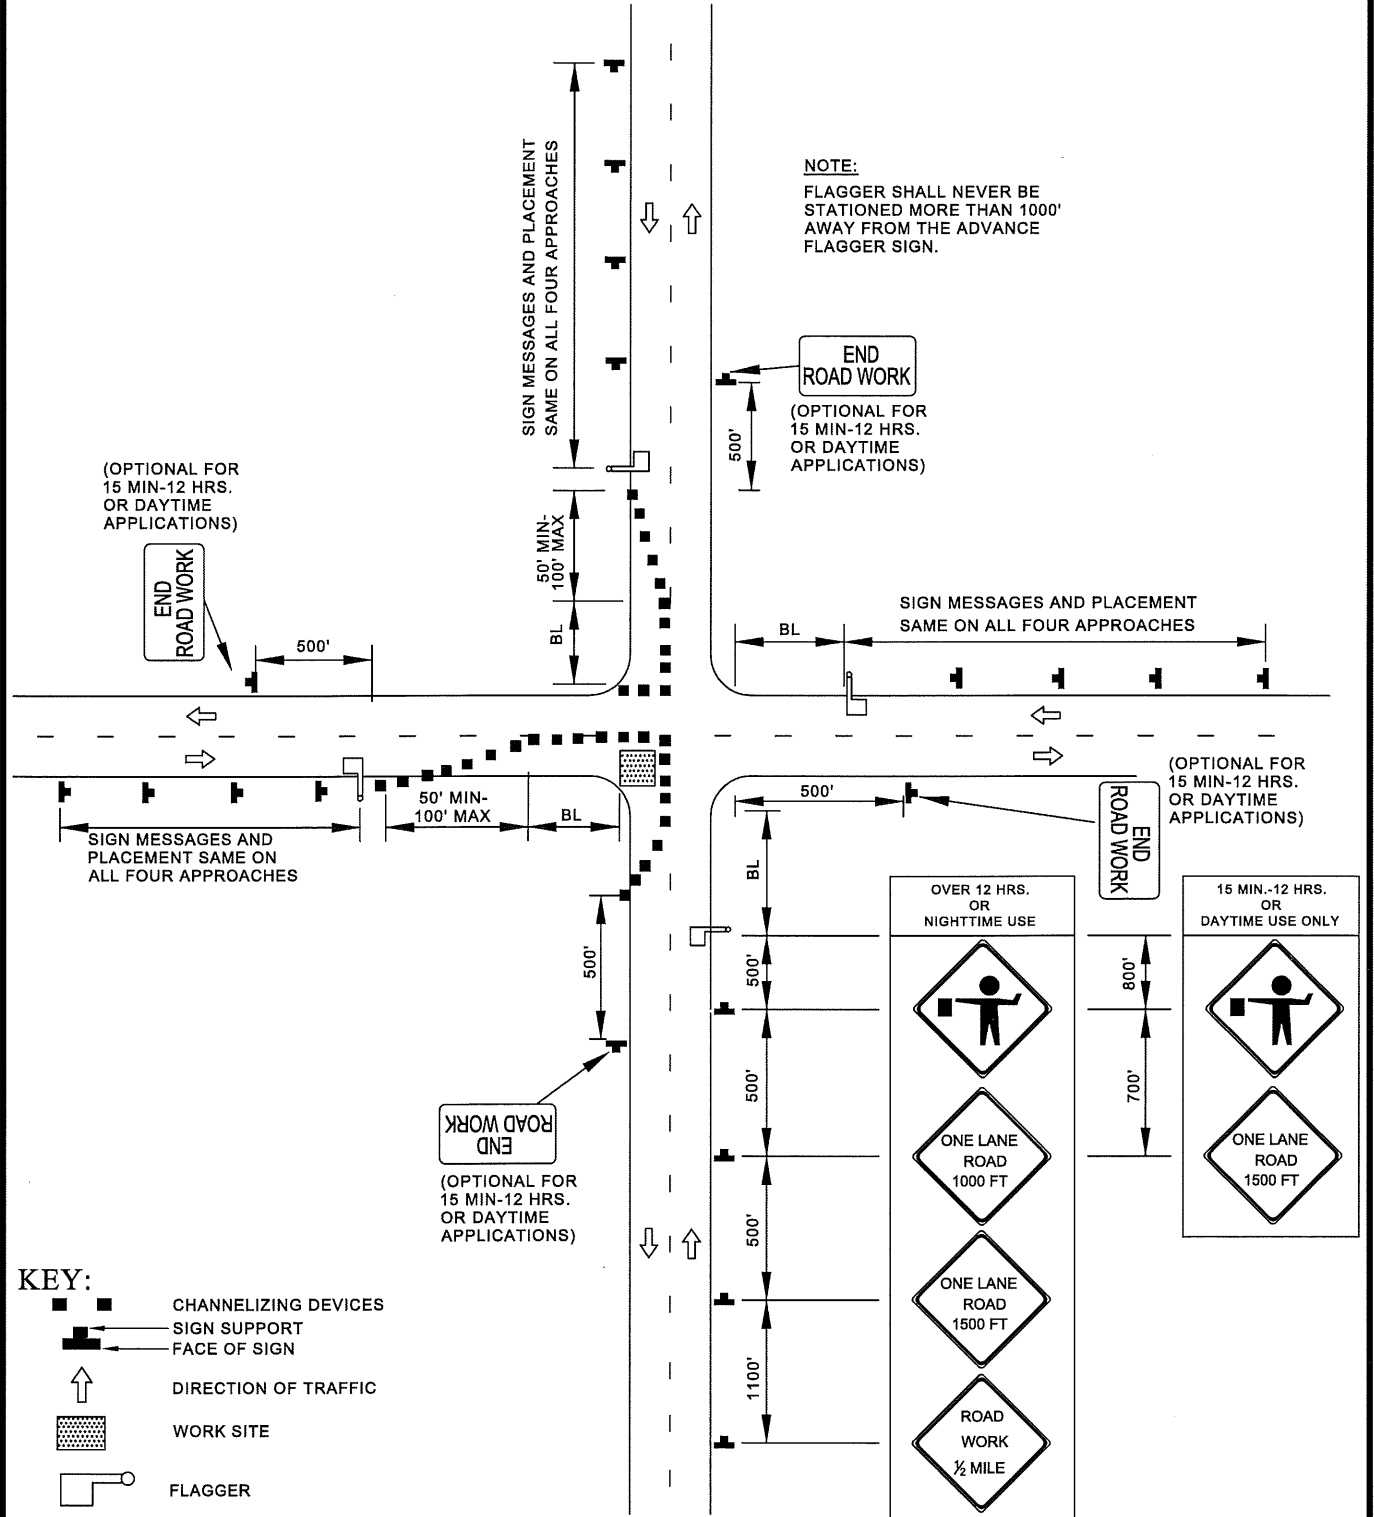 SIGN MESSAGES AND PLACEMENT
SAME ON ALL FOUR APPROACHES
NOTE:
FLAGGER SHALL NEVER BE
STATIONED MORE THAN 1000'
AWAY FROM THE ADVANCE
FLAGGER SIGN.
END
ROAD WORK
(OPTIONAL FOR
15 MIN-12 HRS.
OR DAYTIME
APPLICATIONS)
500'
(OPTIONAL FOR
15 MIN-12 HRS.
OR DAYTIME
APPLICATIONS)
END
ROAD WORK
500'
50' MIN-
100' MAX
BL
SIGN MESSAGES AND PLACEMENT
SAME ON ALL FOUR APPROACHES
BL
50' MIN-
100' MAX
BL
SIGN MESSAGES AND
PLACEMENT SAME ON
ALL FOUR APPROACHES
500'
(OPTIONAL FOR
15 MIN-12 HRS.
OR DAYTIME
APPLICATIONS)
END
ROAD WORK
BL
500'
500'
500'
1100'
500'
END
ROAD WORK
(OPTIONAL FOR
15 MIN-12 HRS.
OR DAYTIME
APPLICATIONS)
OVER 12 HRS.
OR
NIGHTTIME USE
ONE LANE
ROAD
1000 FT
ONE LANE
ROAD
1500 FT
ROAD
WORK
½ MILE
800'
700'
15 MIN.-12 HRS.
OR
DAYTIME USE ONLY
ONE LANE
ROAD
1500 FT
KEY:
CHANNELIZING DEVICES
SIGN SUPPORT
FACE OF SIGN
DIRECTION OF TRAFFIC
WORK SITE
FLAGGER